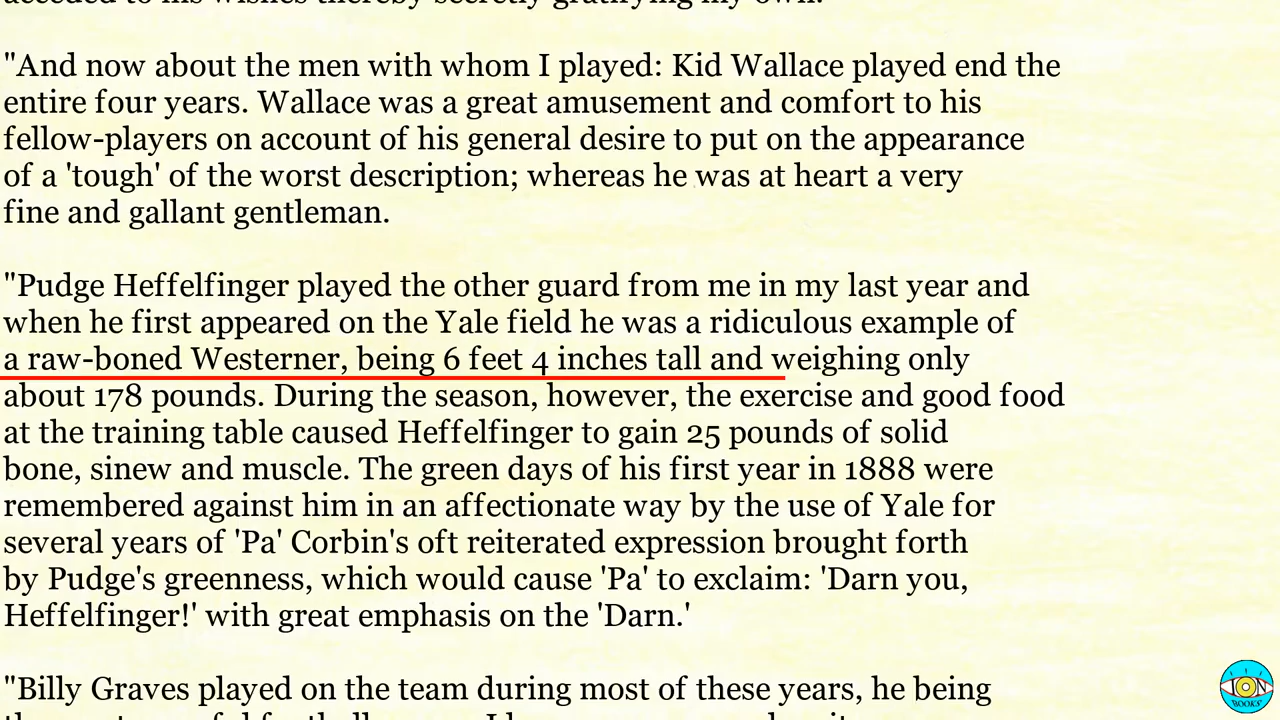 "And now about the men with whom I played: Kid Wallace played end the
entire four years. Wallace was a great amusement and comfort to his
fellow-players on account of his general desire to put on the appearance
of a 'tough' of the worst description; whereas he was at heart a very
fine and gallant gentleman.
"Pudge Heffelfinger played the other guard from me in my last year and
when he first appeared on the Yale field he was a ridiculous example of
a raw-boned Westerner, being 6 feet 4 inches tall and weighing only
about 178 pounds. During the season, however, the exercise and good food
at the training table caused Heffelfinger to gain 25 pounds of solid
bone, sinew and muscle. The green days of his first year in 1888 were
remembered against him in an affectionate way by the use of Yale for
several years of 'Pa' Corbin's oft reiterated expression brought forth
by Pudge's greenness, which would cause 'Pa' to exclaim: 'Darn you,
Heffelfinger!' with great emphasis on the 'Darn.'
"Billy Graves played on the team during most of these years, he being
ION
BOOKS